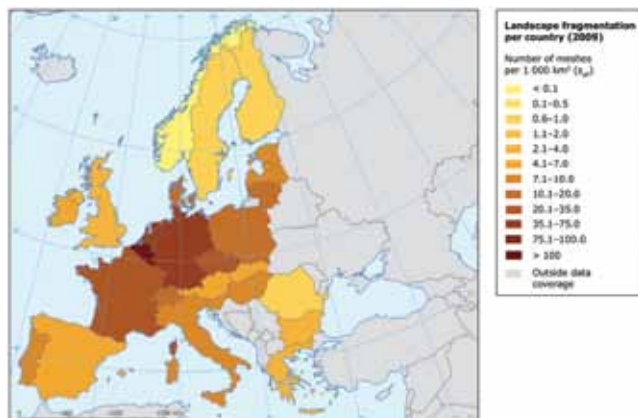 Landscape fragmentation
per country (2009)
Number of meshes
per 1 000 km² (sₑff)
< 0.1
0.1–0.5
0.6–1.0
1.1–2.0
2.1–4.0
4.1–7.0
7.1–10.0
10.1–20.0
20.1–35.0
35.1–75.0
75.1–100.0
> 100
Outside data
coverage